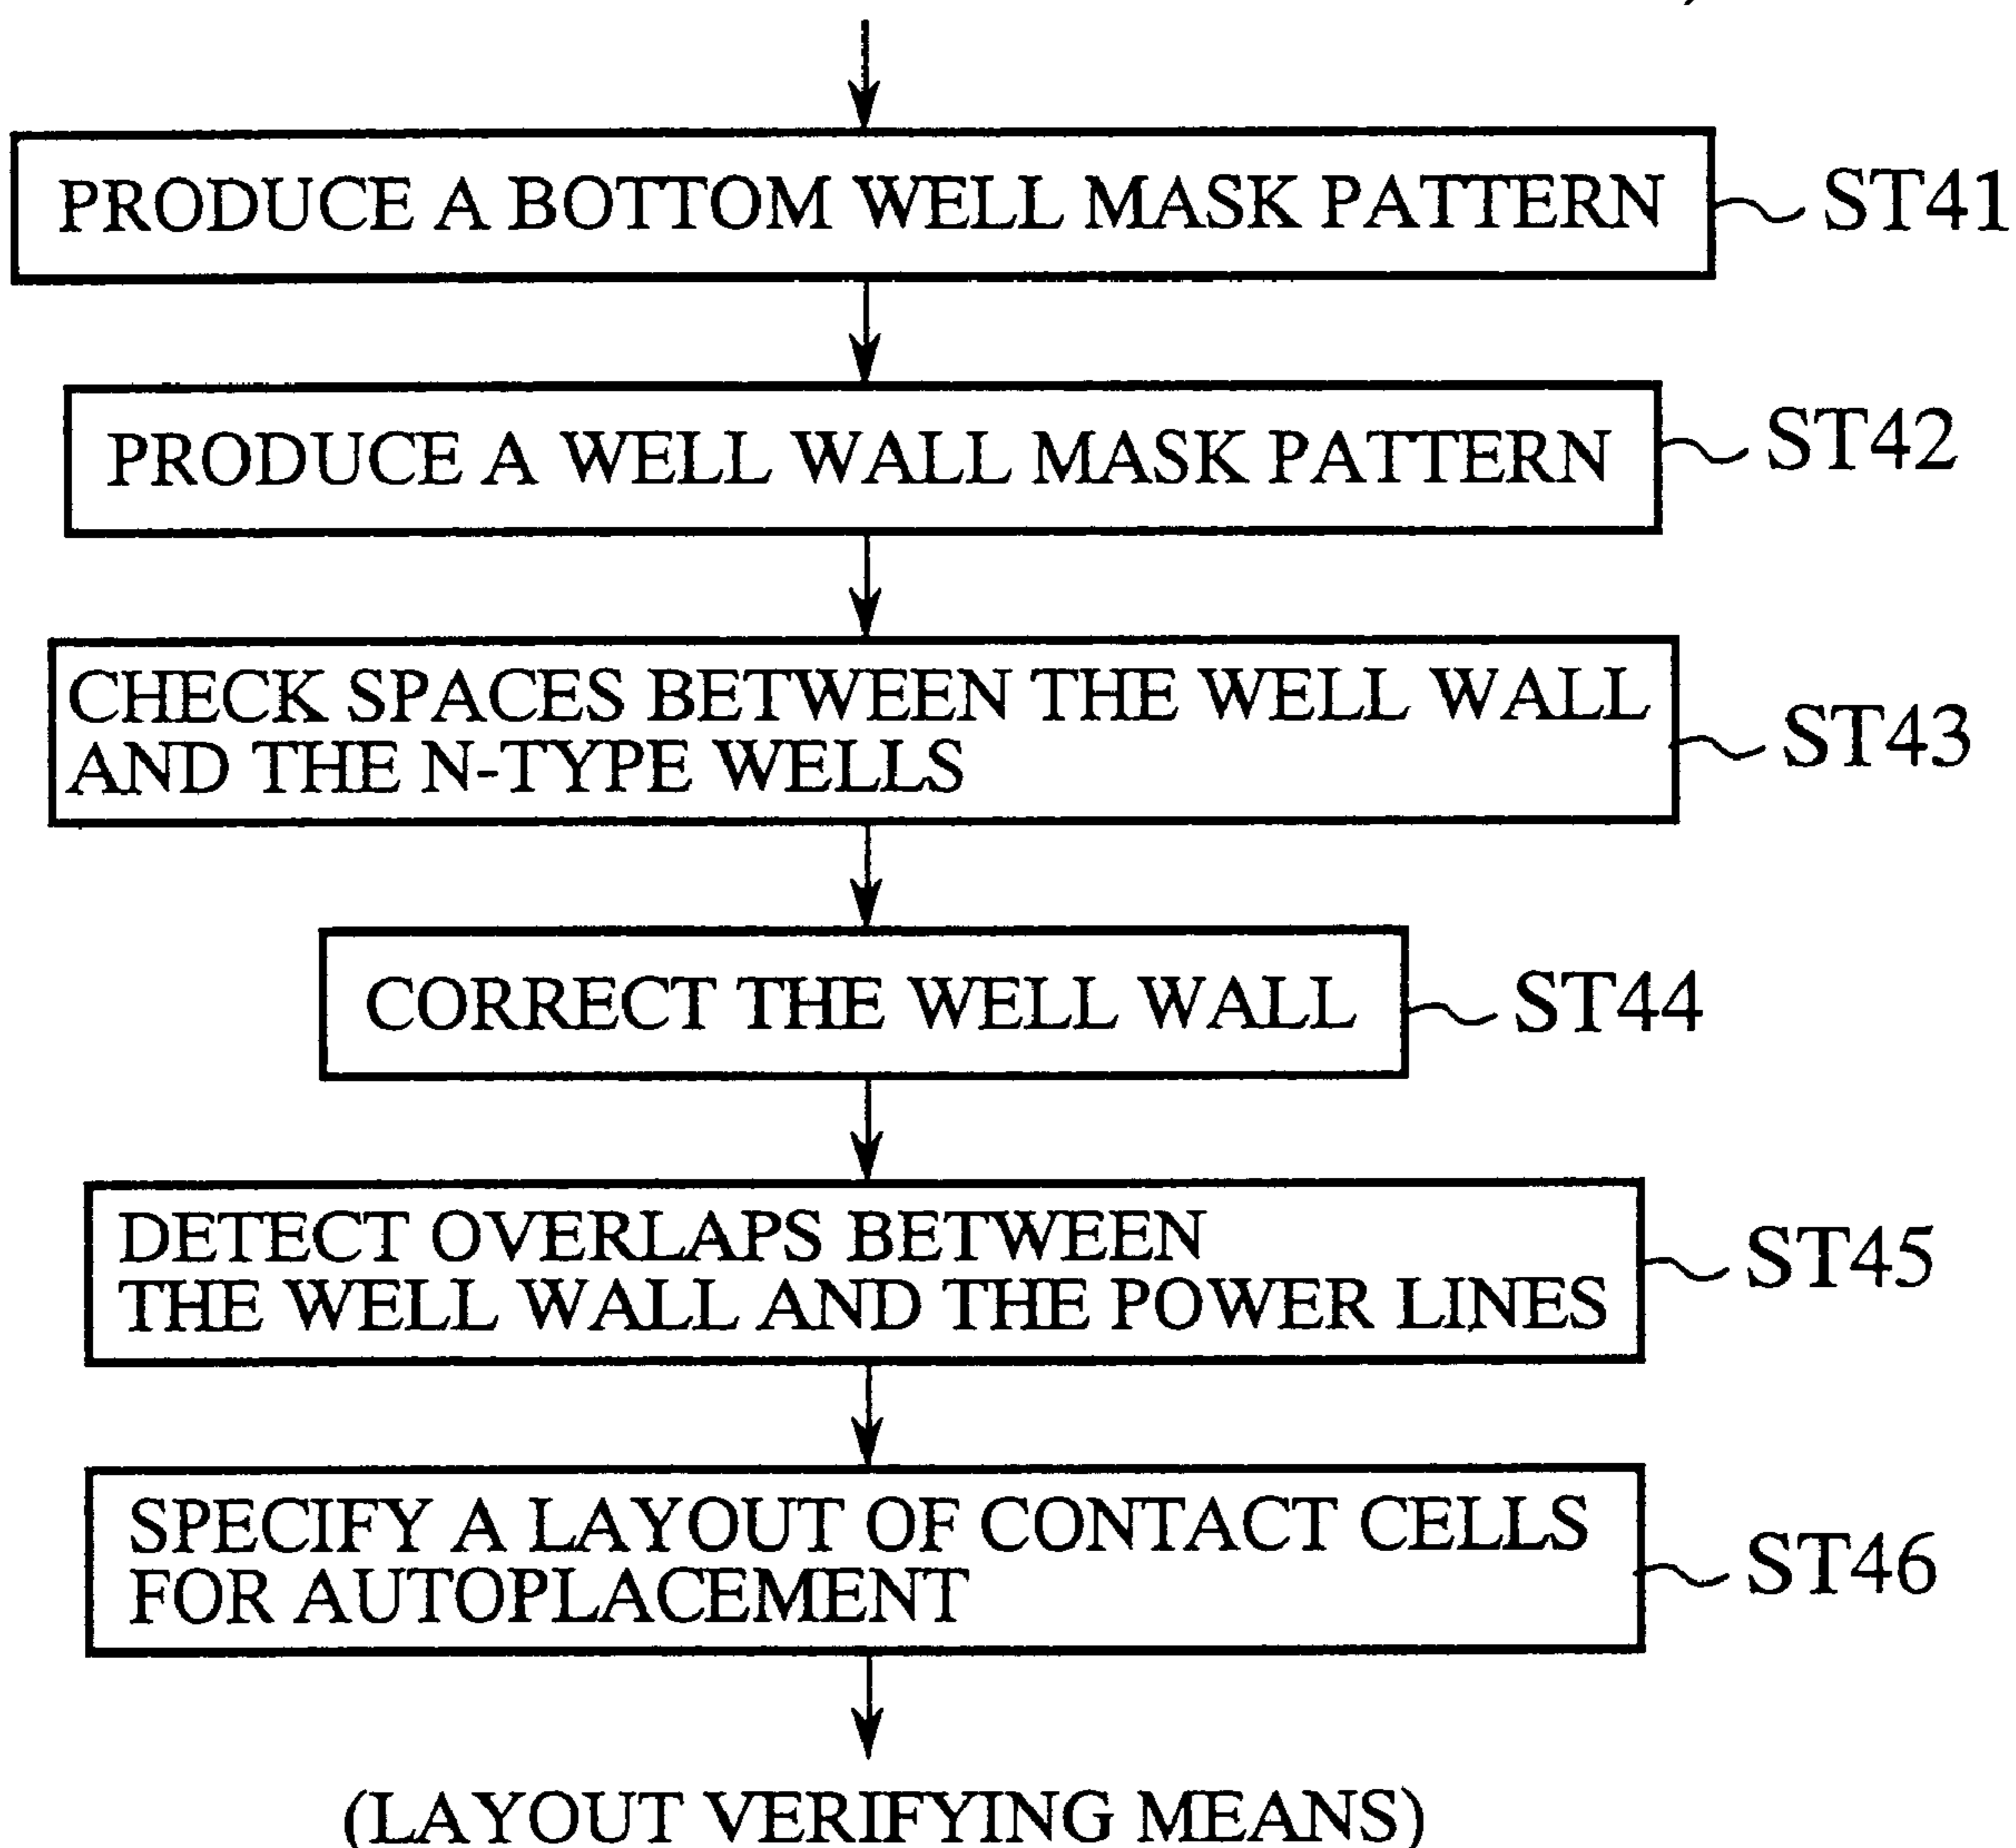 PRODUCE A BOTTOM WELL MASK PATTERN ST41
PRODUCE A WELL WALL MASK PATTERN ST42
CHECK SPACES BETWEEN THE WELL WALL
AND THE N-TYPE WELLS
ST43
CORRECT THE WELL WALL ST44
DETECT OVERLAPS BETWEEN
THE WELL WALL AND THE POWER LINES
ST45
SPECIFY A LAYOUT OF CONTACT CELLS
FOR AUTOPLACEMENT
ST46
(LAYOUT VERIFYING MEANS)